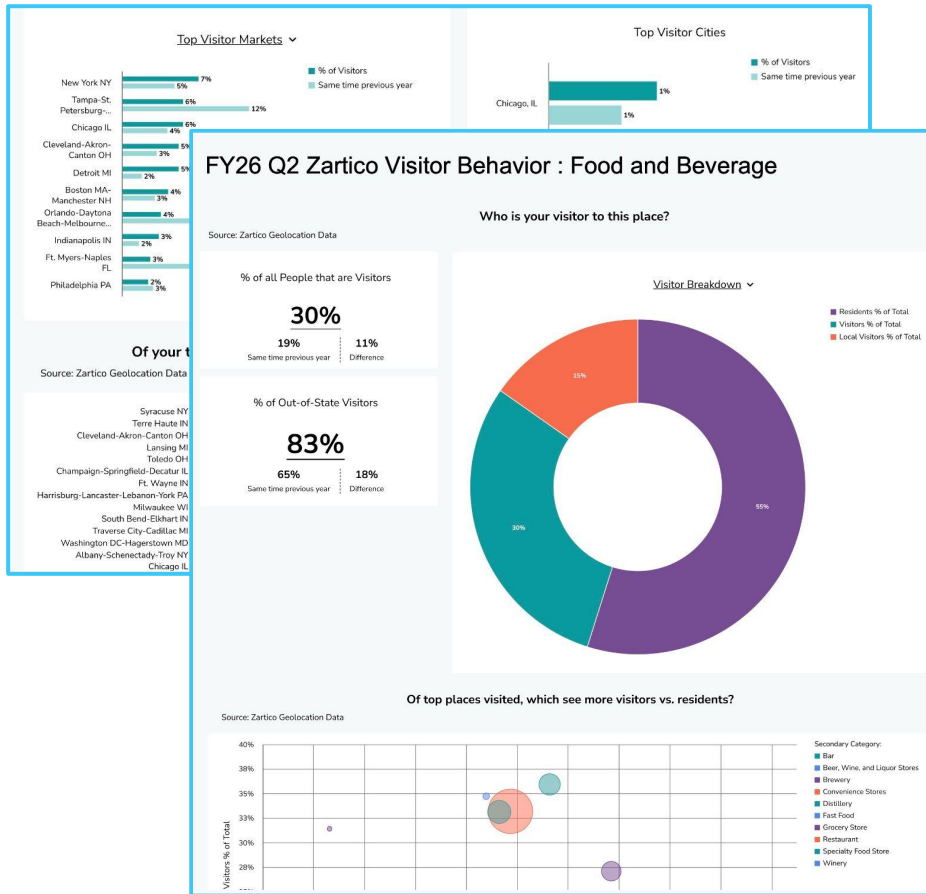 Top Visitor Markets
% of Visitors
Same time previous year
New York NY
7%
5%
Tampa-St.
Petersburg-...
6%
12%
Chicago IL
6%
4%
Cleveland-Akron-
Canton OH
5%
3%
Detroit MI
5%
2%
Boston MA-
Manchester NH
4%
3%
Orlando-Daytona
Beach-Melbourne...
4%
Indianapolis IN
3%
2%
Ft. Myers-Naples
FL
3%
Philadelphia PA
2%
3%
Top Visitor Cities
% of Visitors
Same time previous year
Chicago, IL
1%
1%
Of your t
Source: Zartico Geolocation Data
Syracuse NY
Terre Haute IN
Cleveland-Akron-Canton OH
Lansing MI
Toledo OH
Champaign-Springfield-Decatur IL
Ft. Wayne IN
Harrisburg-Lancaster-Lebanon-York PA
Milwaukee WI
South Bend-Elkhart IN
Traverse City-Cadillac MI
Washington DC-Hagerstown MD
Albany-Schenectady-Troy NY
Chicago IL
FY26 Q2 Zartico Visitor Behavior : Food and Beverage
Who is your visitor to this place?
Source: Zartico Geolocation Data
% of all People that are Visitors
30%
19%
11%
Same time previous year
Difference
% of Out-of-State Visitors
83%
65%
18%
Same time previous year
Difference
Visitor Breakdown
Residents % of Total
Visitors % of Total
Local Visitors % of Total
15%
30%
55%
Of top places visited, which see more visitors vs. residents?
Source: Zartico Geolocation Data
Visitors % of Total
40%
38%
35%
33%
30%
28%
Secondary Category:
Bar
Beer, Wine, and Liquor Stores
Brewery
Convenience Stores
Distillery
Fast Food
Grocery Store
Restaurant
Specialty Food Store
Winery